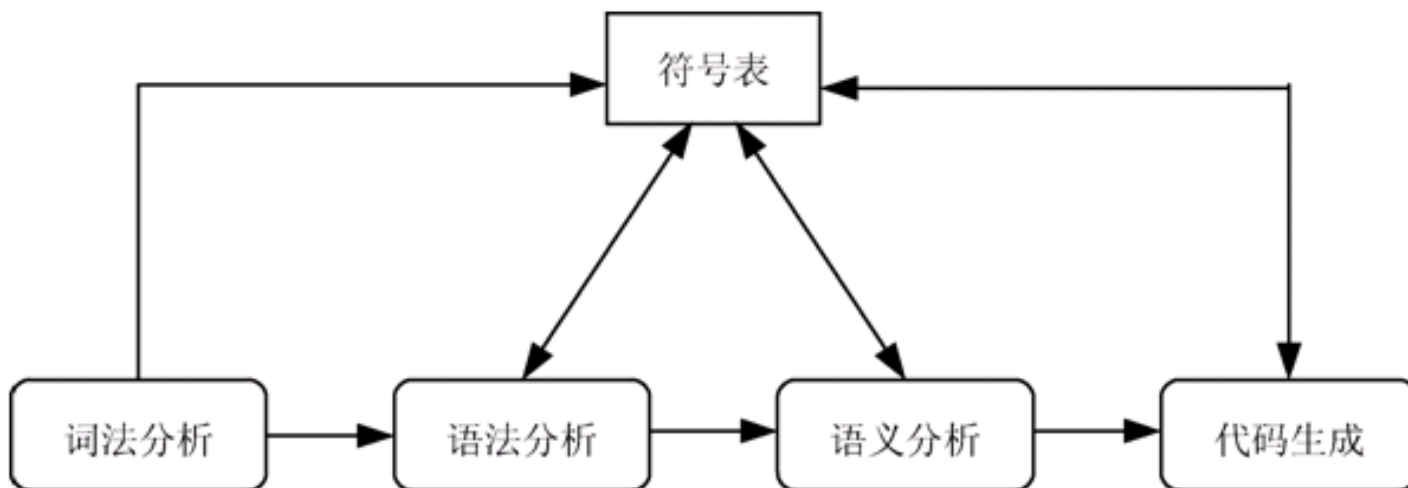 符号表
词法分析
语法分析
语义分析
代码生成